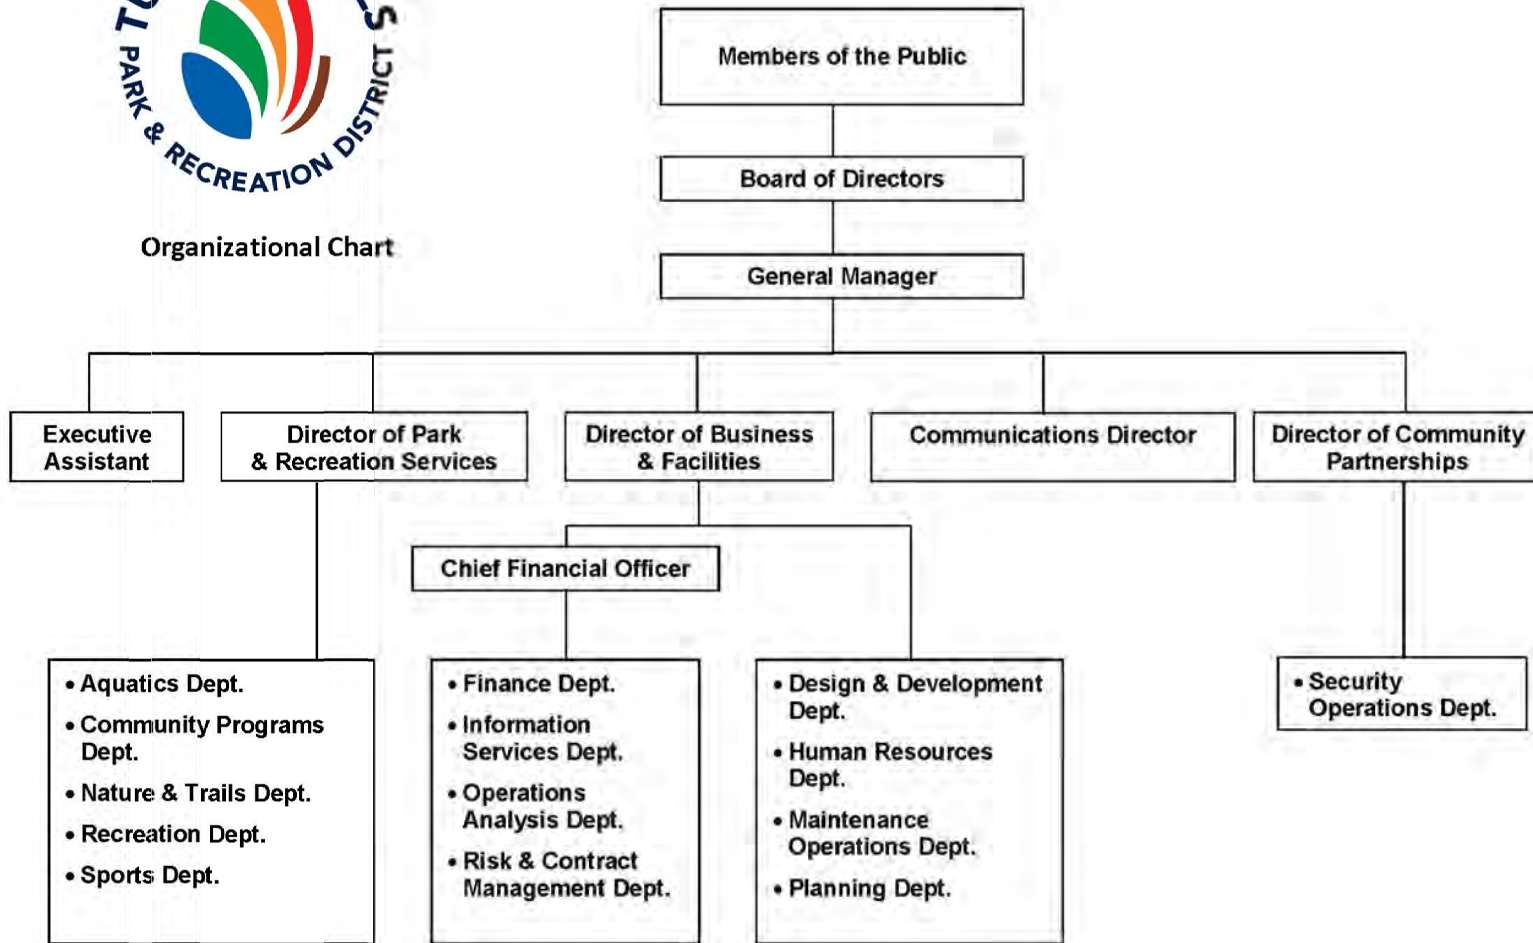 PARK & RECREATION DISTRICT
Organizational Chart
Members of the Public
Board of Directors
General Manager
Executive
Assistant
Director of Park
& Recreation Services
Director of Business
& Facilities
Communications Director
Director of Community
Partnerships
Chief Financial Officer
• Aquatics Dept.
• Community Programs
Dept.
• Nature & Trails Dept.
• Recreation Dept.
• Sports Dept.
• Finance Dept.
• Information
Services Dept.
• Operations
Analysis Dept.
• Risk & Contract
Management Dept.
• Design & Development
Dept.
• Human Resources
Dept.
• Maintenance
Operations Dept.
• Planning Dept.
• Security
Operations Dept.